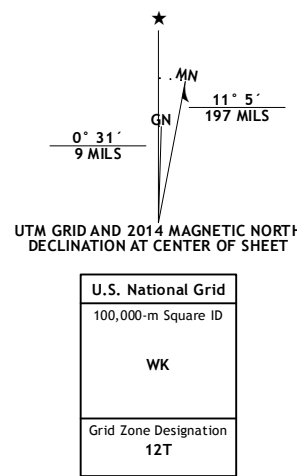 ★
MN
GN
11° 5´
197 MILS
0° 31´
9 MILS
UTM GRID AND 2014 MAGNETIC NORTH
DECLINATION AT CENTER OF SHEET
U.S. National Grid
100,000-m Square ID
WK
Grid Zone Designation
12T